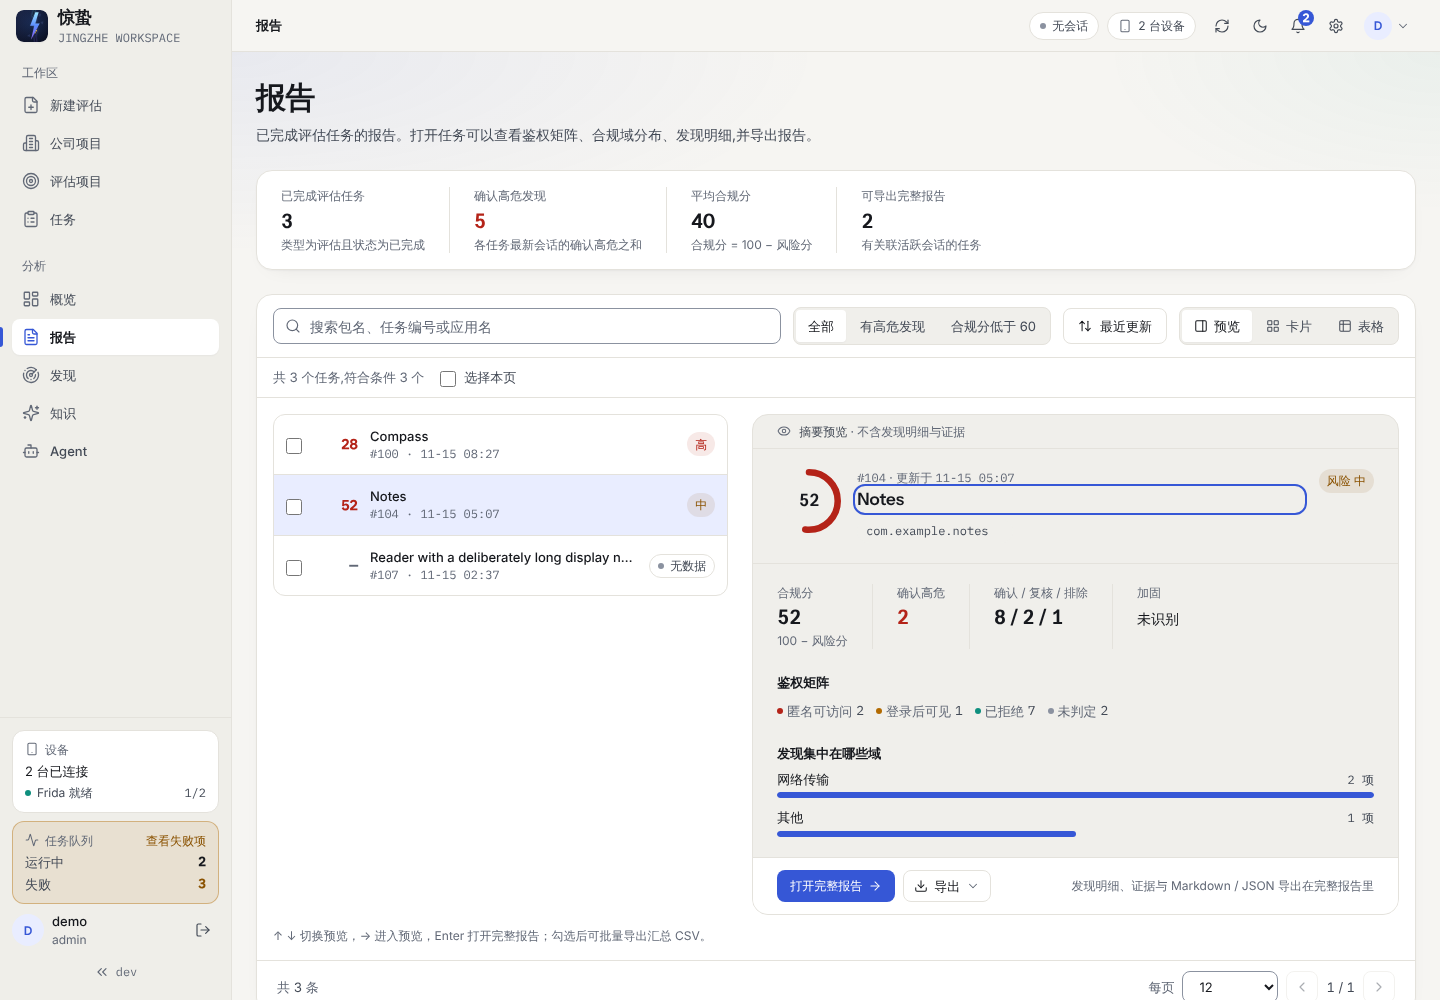 惊蛰
JINGZHE WORKSPACE
工作区
新建评估
公司项目
评估项目
任务
分析
概览
报告
发现
知识
Agent
设备
2 台已连接
Frida 就绪 1/2
任务队列 查看失败项
运行中 2
失败 3
D
demo
admin
dev
报告
无会话
2 台设备
2
D
报告
已完成评估任务的报告。打开任务可以查看鉴权矩阵、合规域分布、发现明细,并导出报告。
已完成评估任务
3
类型为评估且状态为已完成
确认高危发现
5
各任务最新会话的确认高危之和
平均合规分
40
合规分 = 100 − 风险分
可导出完整报告
2
有关联活跃会话的任务
搜索包名、任务编号或应用名
全部 有高危发现 合规分低于 60
最近更新
预览 卡片 表格
共 3 个任务,符合条件 3 个 选择本页
28 Compass 高
#100 · 11-15 08:27
52 Notes 中
#104 · 11-15 05:07
– Reader with a deliberately long display n... 无数据
#107 · 11-15 02:37
摘要预览 · 不含发现明细与证据
52
#104 · 更新于 11-15 05:07
Notes
com.example.notes
风险 中
合规分
52
100 − 风险分
确认高危
2
确认 / 复核 / 排除
8 / 2 / 1
加固
未识别
鉴权矩阵
匿名可访问 2 登录后可见 1 已拒绝 7 未判定 2
发现集中在哪些域
网络传输 2 项
其他 1 项
打开完整报告 →
导出
发现明细、证据与 Markdown / JSON 导出在完整报告里
↑ ↓ 切换预览，→ 进入预览，Enter 打开完整报告；勾选后可批量导出汇总 CSV。
共 3 条
每页 12 1 / 1